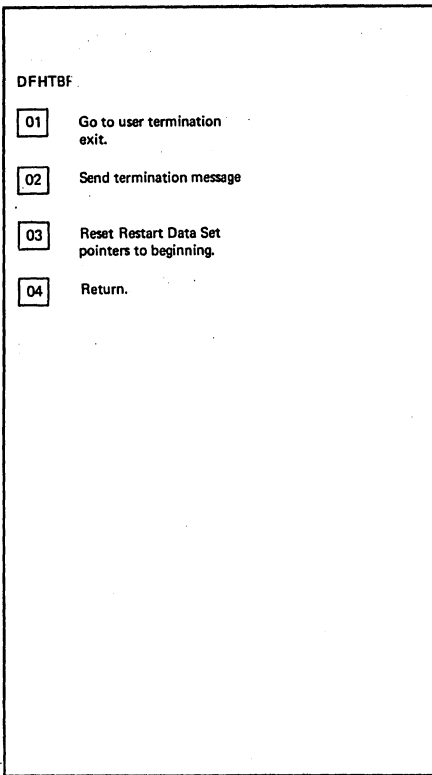 DFHTBF
01 Go to user termination
exit.
02 Send termination message
03 Reset Restart Data Set
pointers to beginning.
04 Return.